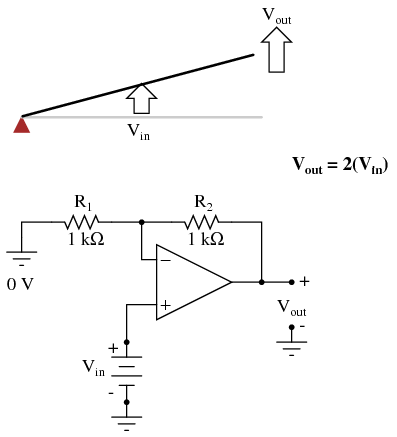 Vout
Vin
Vout = 2(Vin)
R1 R2
1 kΩ 1 kΩ
0 V
−
+
+
Vout
-
+
Vin
-